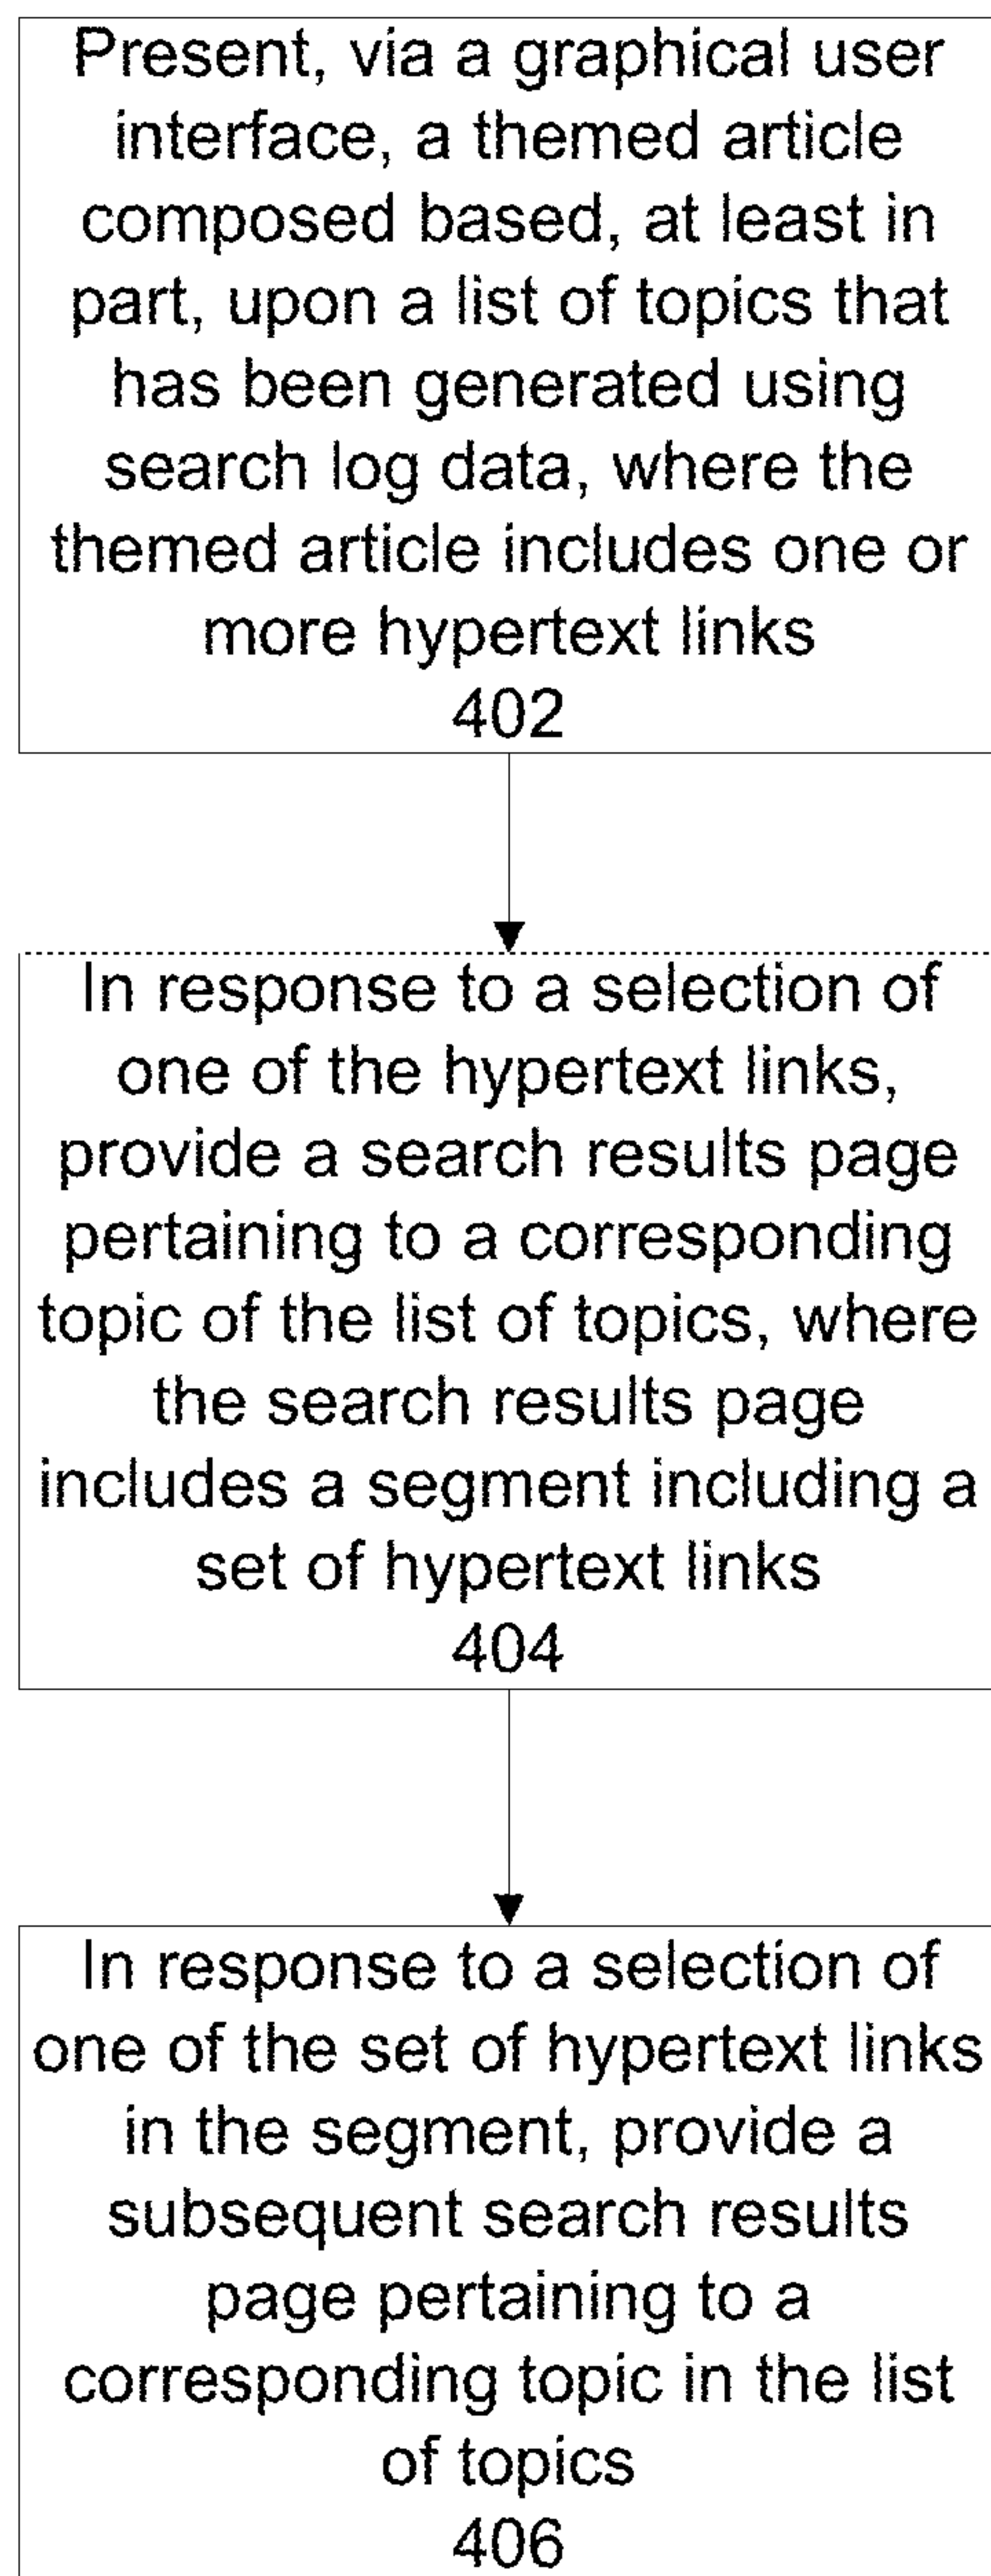 Present, via a graphical user
interface, a themed article
composed based, at least in
part, upon a list of topics that
has been generated using
search log data, where the
themed article includes one or
more hypertext links
402
In response to a selection of
one of the hypertext links,
provide a search results page
pertaining to a corresponding
topic of the list of topics, where
the search results page
includes a segment including a
set of hypertext links
404
In response to a selection of
one of the set of hypertext links
in the segment, provide a
subsequent search results
page pertaining to a
corresponding topic in the list
of topics
406